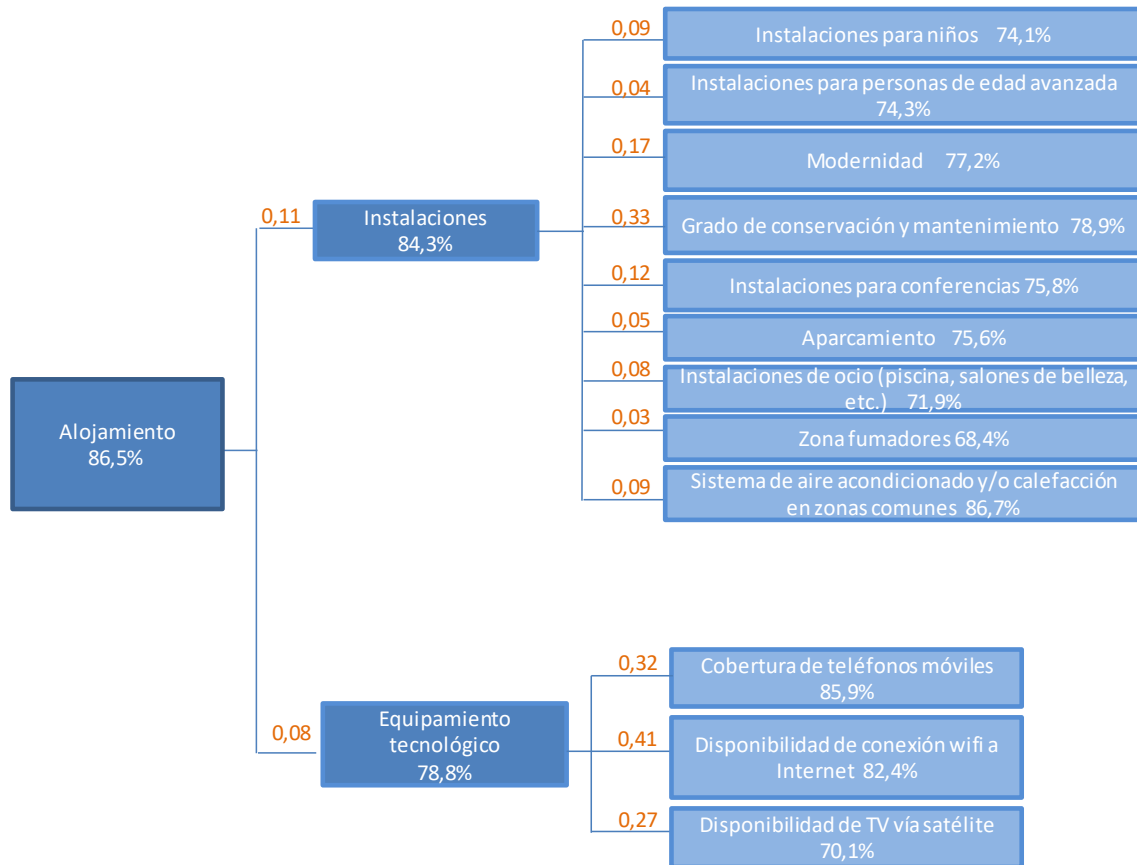 0,09
Instalaciones para niños 74,1%
0,04
Instalaciones para personas de edad avanzada
74,3%
0,17
Modernidad 77,2%
0,11
Instalaciones
84,3%
0,33
Grado de conservación y mantenimiento 78,9%
0,12
Instalaciones para conferencias 75,8%
0,05
Aparcamiento 75,6%
0,08
Instalaciones de ocio (piscina, salones de belleza,
etc.) 71,9%
0,03
Zona fumadores 68,4%
0,09
Sistema de aire acondicionado y/o calefacción
en zonas comunes 86,7%
Alojamiento
86,5%
0,08
Equipamiento
tecnológico
78,8%
0,32
Cobertura de teléfonos móviles
85,9%
0,41
Disponibilidad de conexión wifi a
Internet 82,4%
0,27
Disponibilidad de TV vía satélite
70,1%